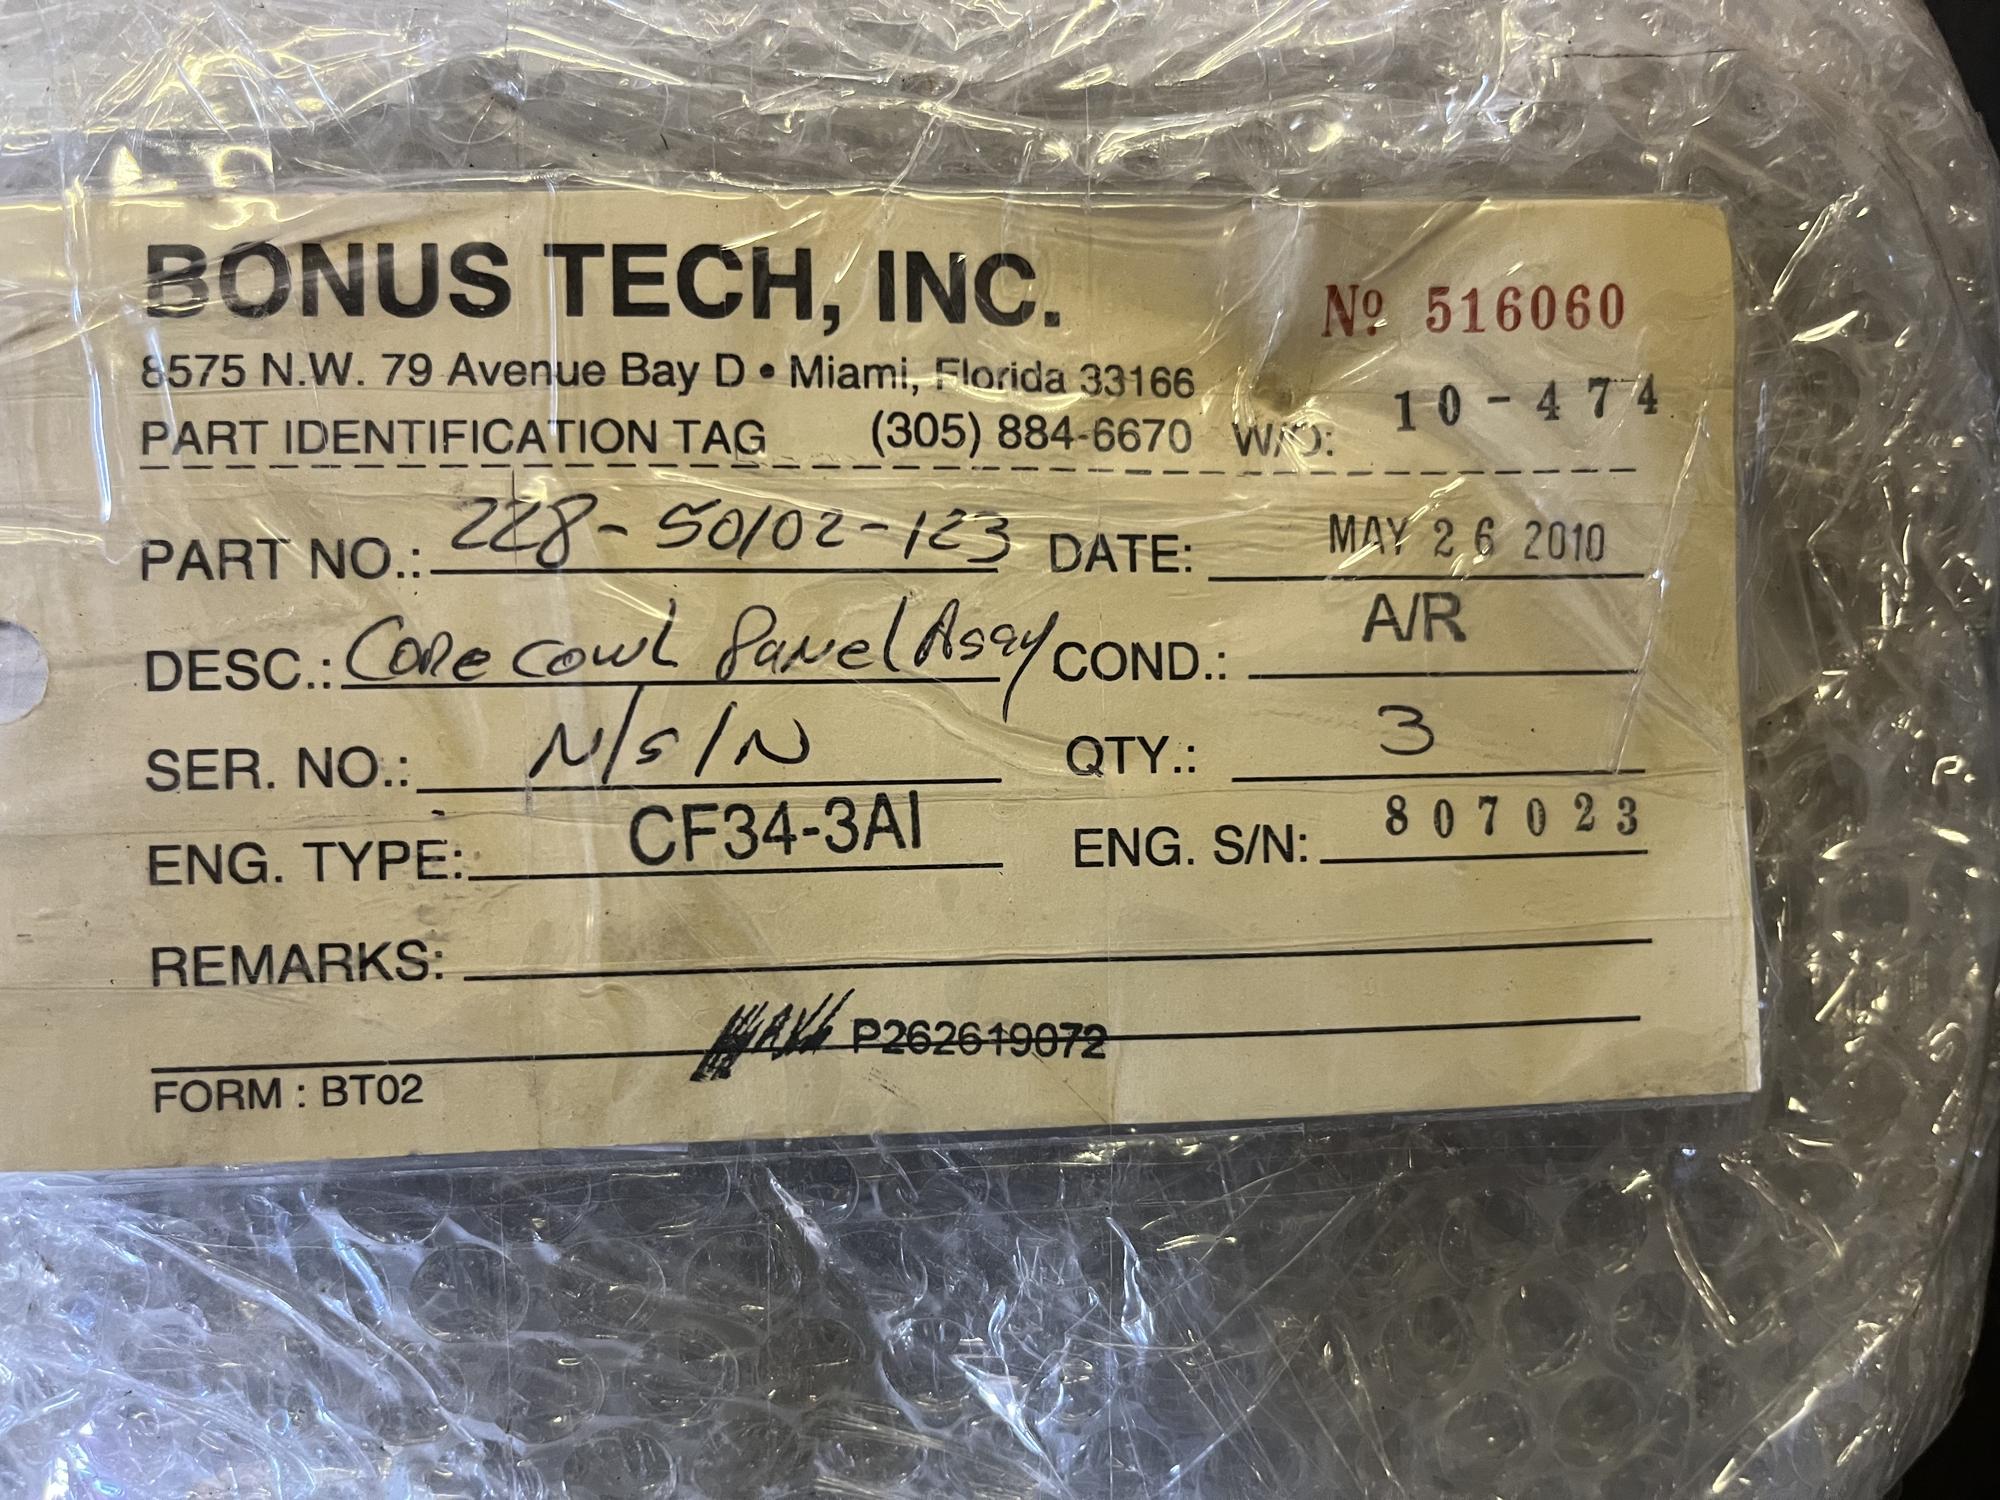 BONUS TECH, INC.
Nº 516060
8575 N.W. 79 Avenue Bay D • Miami, Florida 33166
PART IDENTIFICATION TAG (305) 884-6670 W/O: 10-474
PART NO.: 228-50102-123 DATE: MAY 26 2010
DESC.: Core Cowl Panel Assy COND.: A/R
SER. NO.: N/S/N QTY.: 3
ENG. TYPE: CF34-3A1 ENG. S/N: 807023
REMARKS:
P262619072
FORM : BT02